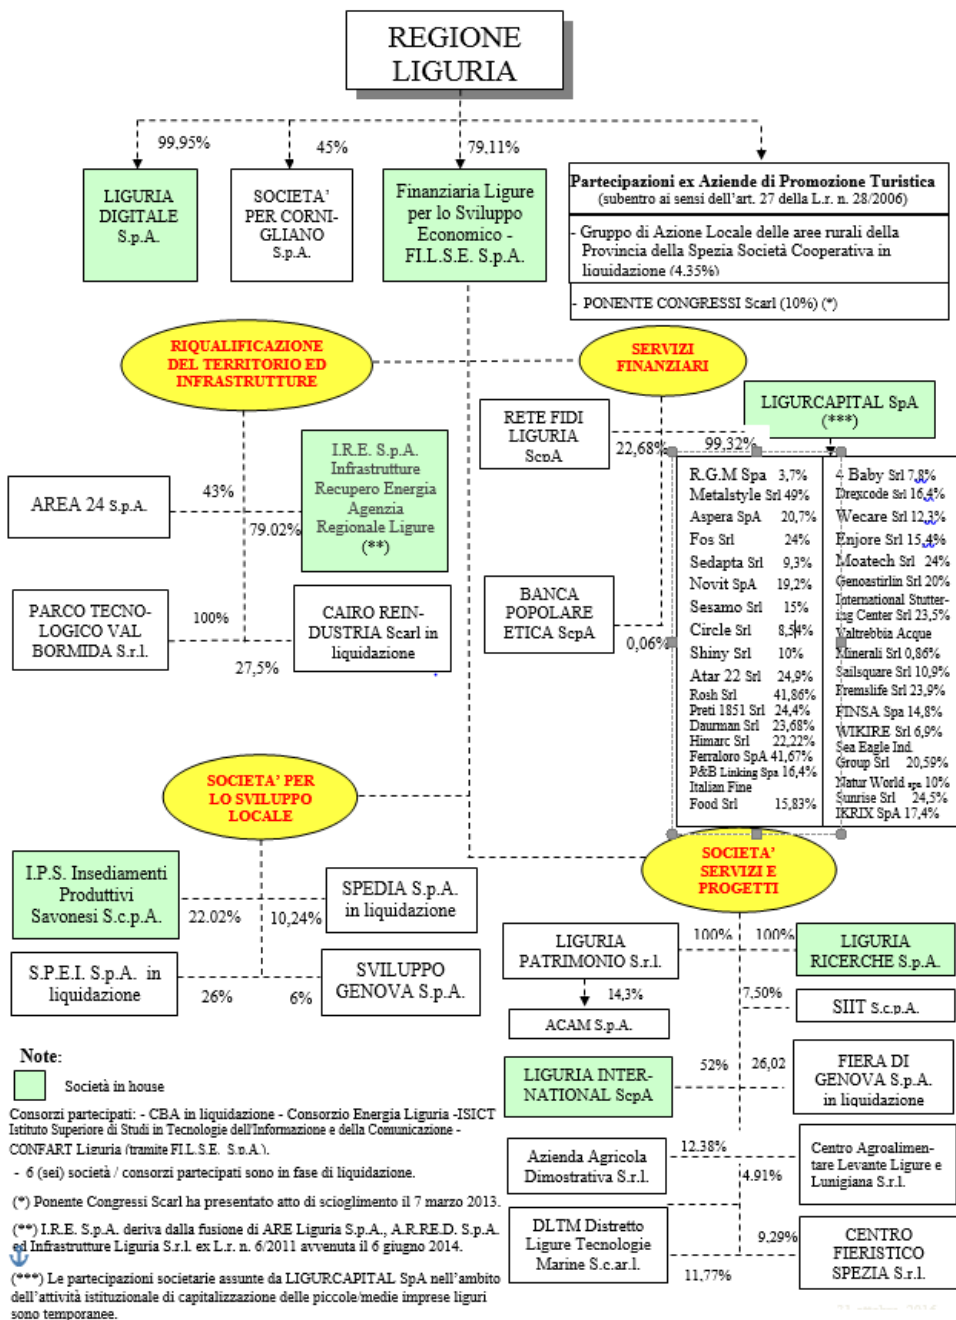 REGIONE
LIGURIA
99,95%
45%
79,11%
LIGURIA
DIGITALE
S.p.A.
SOCIETA'
PER CORNI-
GLIANO
S.p.A.
Finanziaria Ligure
per lo Sviluppo
Economico -
FI.L.S.E. S.p.A.
Partecipazioni ex Aziende di Promozione Turistica
(subentro ai sensi dell'art. 27 della L.r. n. 28/2006)
- Gruppo di Azione Locale delle aree rurali della
Provincia della Spezia Società Cooperativa in
liquidazione (4,35%)
- PONENTE CONGRESSI Scarl (10%) (*)
RIQUALIFICAZIONE
DEL TERRITORIO ED
INFRASTRUTTURE
SERVIZI
FINANZIARI
RETE FIDI
LIGURIA
ScpA
22,68%
99,32%
LIGURCAPITAL SpA
(***)
AREA 24 S.p.A.
43%
79.02%
I.R.E. S.p.A.
Infrastrutture
Recupero Energia
Agenzia
Regionale Ligure
(**)
PARCO TECNO-
LOGICO VAL
BORMIDA S.r.l.
100%
27,5%
CAIRO REIN-
DUSTRIA Scarl in
liquidazione
BANCA
POPOLARE
ETICA ScpA
0,06%
R.G.M Spa 3,7%
Metalstyle Srl 49%
Aspera SpA 20,7%
Fos Srl 24%
Sedapta Srl 9,3%
Novit SpA 19,2%
Sesamo Srl 15%
Circle Srl 8,54%
Shiny Srl 10%
Atar 22 Srl 24,9%
Rosh Srl 41,86%
Preti 1851 Srl 24,4%
Daurman Srl 23,68%
Himarc Srl 22,22%
Ferraloro SpA 41,67%
P&B Linking Spa 16,4%
Italian Fine
Food Srl 15,83%
4 Baby Srl 7,8%
Drexcode Srl 16,4%
Wecare Srl 12,3%
Enjore Srl 15,4%
Moatech Srl 24%
Genoastirlin Srl 20%
International Stutter-
ing Center Srl 23,5%
Valtrebbia Acque
Minerali Srl 0,86%
Sailsquare Srl 10,9%
Fremslife Srl 23,9%
FINSA Spa 14,8%
WIKIRE Srl 6,9%
Sea Eagle Ind.
Group Srl 20,59%
Natur World spa 10%
Sunrise Srl 24,5%
IKRIX SpA 17,4%
SOCIETA' PER
LO SVILUPPO
LOCALE
SOCIETA'
SERVIZI E
PROGETTI
I.P.S. Insediamenti
Produttivi
Savonesi S.c.p.A.
22.02%
10,24%
SPEDIA S.p.A.
in liquidazione
S.P.E.I. S.p.A. in
liquidazione
26%
6%
SVILUPPO
GENOVA S.p.A.
LIGURIA
PATRIMONIO S.r.l.
100%
100%
LIGURIA
RICERCHE S.p.A.
14,3%
ACAM S.p.A.
7,50%
SIIT S.c.p.A.
LIGURIA INTER-
NATIONAL ScpA
52%
26,02
FIERA DI
GENOVA S.p.A.
in liquidazione
Azienda Agricola
Dimostrativa S.r.l.
12.38%
4.91%
Centro Agroalimen-
tare Levante Ligure e
Lunigiana S.r.l.
DLTM Distretto
Ligure Tecnologie
Marine S.c.ar.l.
11,77%
9,29%
CENTRO
FIERISTICO
SPEZIA S.r.l.
Note:
Società in house
Consorzi partecipati: - CBA in liquidazione - Consorzio Energia Liguria -ISICT
Istituto Superiore di Studi in Tecnologie dell'Informazione e della Comunicazione -
CONFART Liguria (tramite FI.L.S.E. S.p.A.).
- 6 (sei) società / consorzi partecipati sono in fase di liquidazione.
(*) Ponente Congressi Scarl ha presentato atto di scioglimento il 7 marzo 2013.
(**) I.R.E. S.p.A. deriva dalla fusione di ARE Liguria S.p.A., A.R.RE.D. S.p.A.
ed Infrastrutture Liguria S.r.l. ex L.r. n. 6/2011 avvenuta il 6 giugno 2014.
(***) Le partecipazioni societarie assunte da LIGURCAPITAL SpA nell'ambito
dell'attività istituzionale di capitalizzazione delle piccole/medie imprese liguri
sono temporanee.